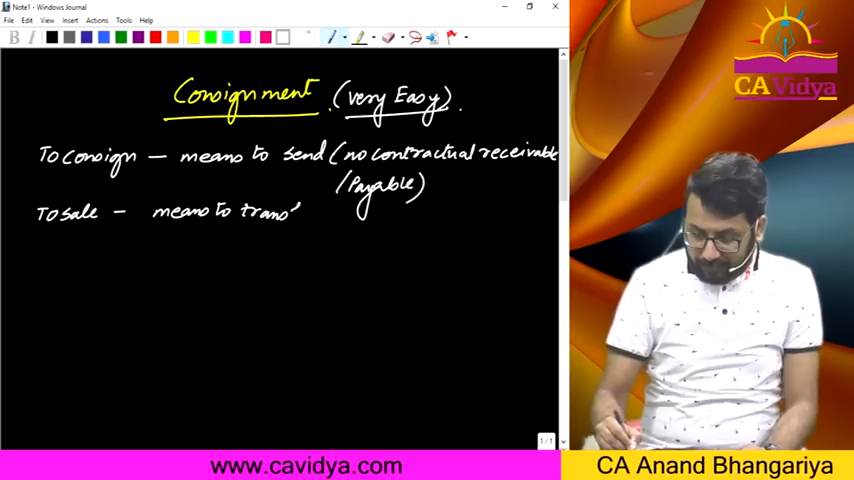 Note1 - Windows Journal
File Edit View Insert Actions Tools Help
B I
Consignment (very Easy).
To consign — means to send (no contractual receivable
/Payable)
To sale — means to trans
1 / 1
CA Vidya
www.cavidya.com
CA Anand Bhangariya